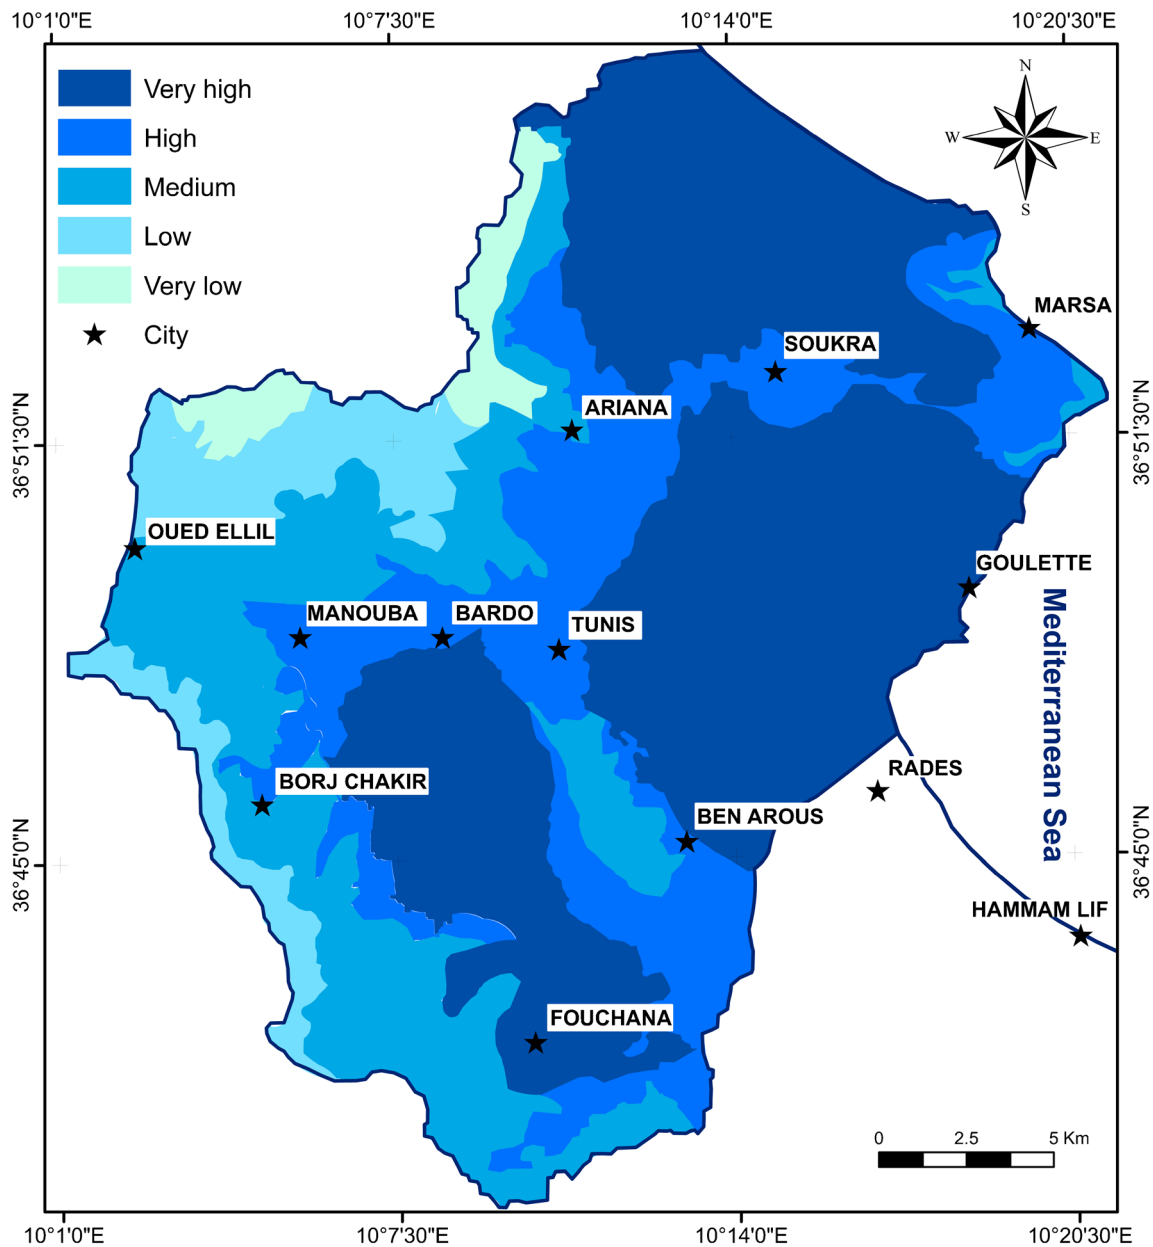 10°1'0"E 10°7'30"E 10°14'0"E 10°20'30"E
Very high
High
Medium
Low
Very low
City
N
W E
S
MARSA
SOUKRA
ARIANA
36°51'30"N
36°51'30"N
OUED ELLIL
GOULETTE
MANOUBA
BARDO
TUNIS
Mediterranean Sea
RADES
BORJ CHAKIR
BEN AROUS
36°45'0"N
36°45'0"N
HAMMAM LIF
FOUCHANA
0 2.5 5 Km
10°1'0"E 10°7'30"E 10°14'0"E 10°20'30"E